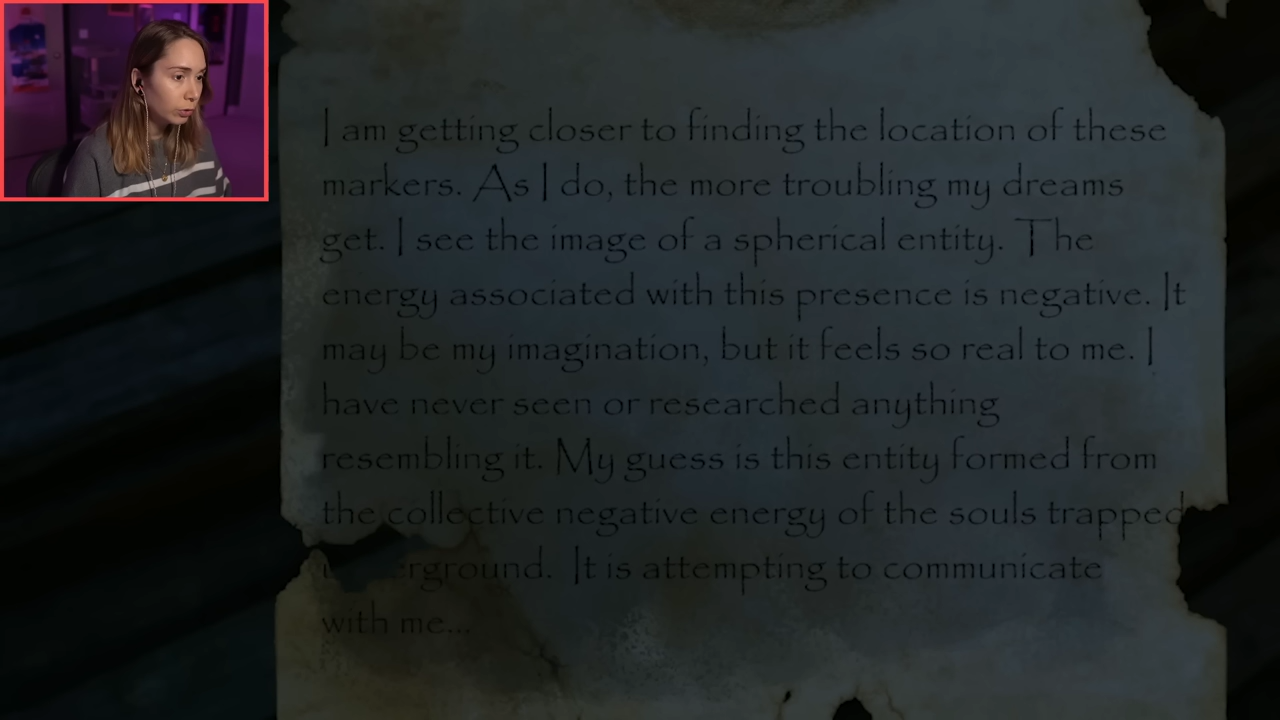 I am getting closer to finding the location of these
markers. As I do, the more troubling my dreams
get. I see the image of a spherical entity. The
energy associated with this presence is negative. It
may be my imagination, but it feels so real to me. I
have never seen or researched anything
resembling it. My guess is this entity formed from
the collective negative energy of the souls trapped
underground. It is attempting to communicate
with me...